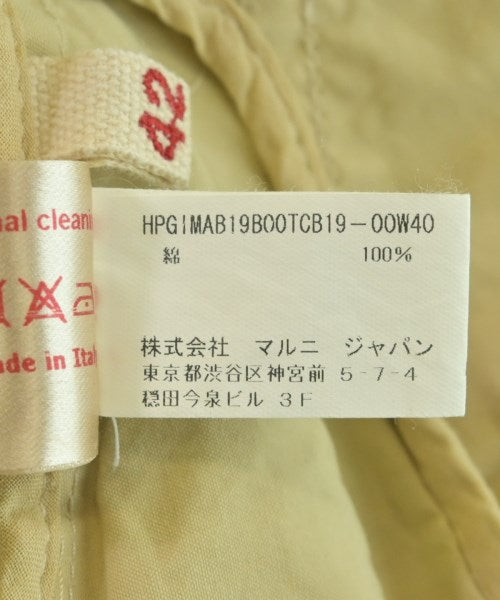 42
nal cleanin
HPGIMAB19B00TCB19-00W40
綿 100%
made in Ital
株式会社 マルニ ジャパン
東京都渋谷区神宮前 5-7-4
穏田今泉ビル 3F